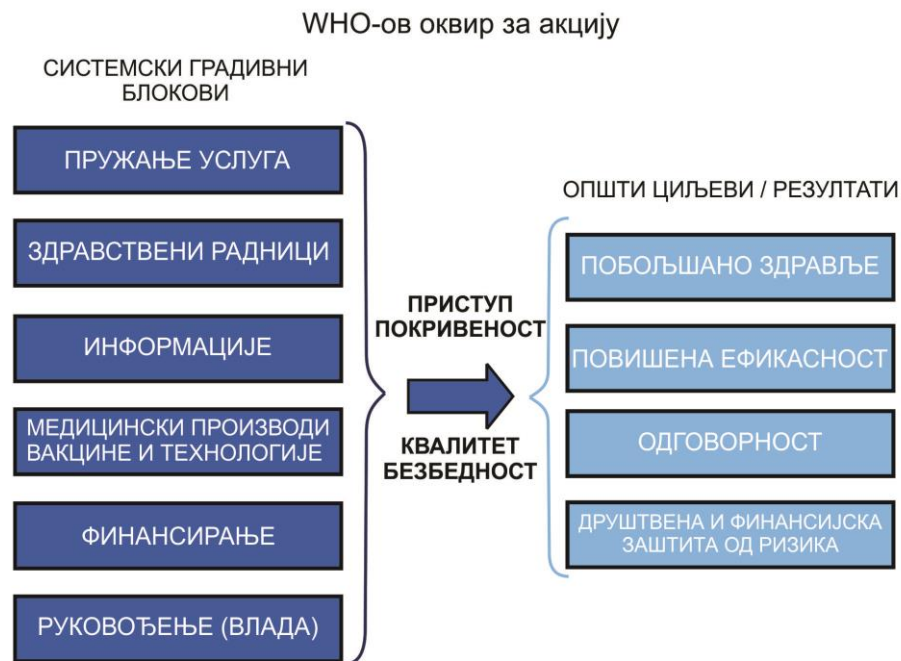 WHO-ов оквир за акцију
СИСТЕМСКИ ГРАДИВНИ
БЛОКОВИ
ПРУЖАЊЕ УСЛУГА
ЗДРАВСТВЕНИ РАДНИЦИ
ИНФОРМАЦИЈЕ
МЕДИЦИНСКИ ПРОИЗВОДИ
ВАКЦИНЕ И ТЕХНОЛОГИЈЕ
ФИНАНСИРАЊЕ
РУКОВОЂЕЊЕ (ВЛАДА)
ПРИСТУП
ПОКРИВЕНОСТ
КВАЛИТЕТ
БЕЗБЕДНОСТ
ОПШТИ ЦИЉЕВИ / РЕЗУЛТАТИ
ПОБОЉШАНО ЗДРАВЉЕ
ПОВИШЕНА ЕФИКАСНОСТ
ОДГОВОРНОСТ
ДРУШТВЕНА И ФИНАНСИЈСКА
ЗАШТИТА ОД РИЗИКА